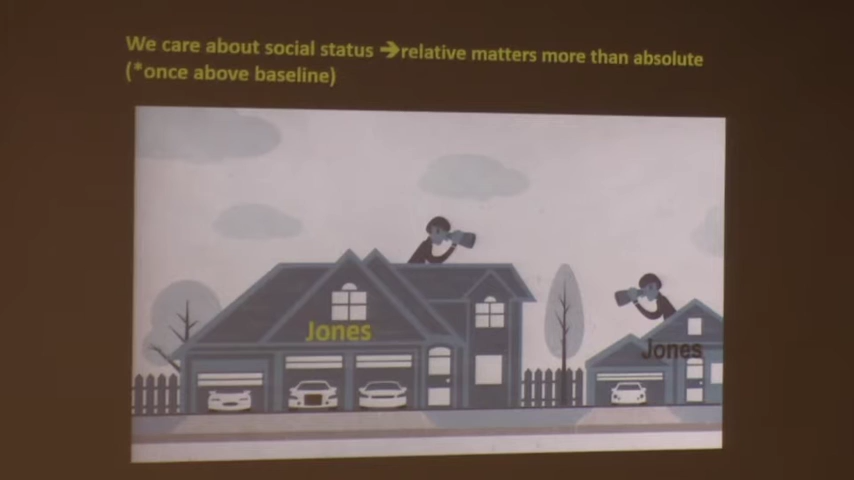 We care about social status ➔relative matters more than absolute
(*once above baseline)
Jones
Jones